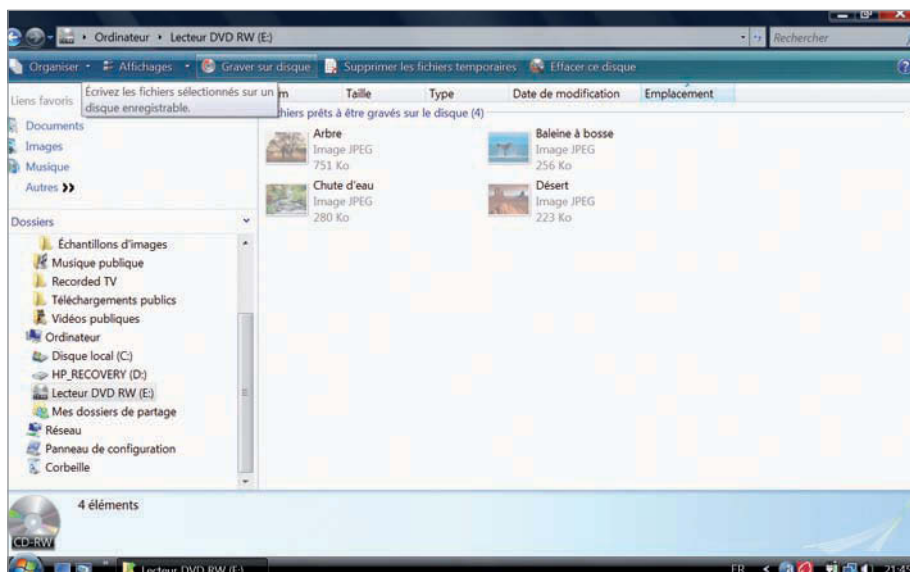 Ordinateur ▸ Lecteur DVD RW (E:)
Rechercher
Organiser
Affichages
Graver sur disque
Supprimer les fichiers temporaires
Effacer ce disque
Écrivez les fichiers sélectionnés sur un
disque enregistrable.
Liens favoris
Documents
Images
Musique
Autres
Taille
Type
Date de modification
Emplacement
prêts à être gravés sur le disque (4)
Arbre
Image JPEG
751 Ko
Baleine à bosse
Image JPEG
256 Ko
Chute d'eau
Image JPEG
280 Ko
Désert
Image JPEG
223 Ko
Dossiers
Échantillons d'images
Musique publique
Recorded TV
Téléchargements publics
Vidéos publiques
Ordinateur
Disque local (C:)
HP_RECOVERY (D:)
Lecteur DVD RW (E:)
Mes dossiers de partage
Réseau
Panneau de configuration
Corbeille
4 éléments
CD-RW
Lecteur DVD RW (E:)
FR
21:45